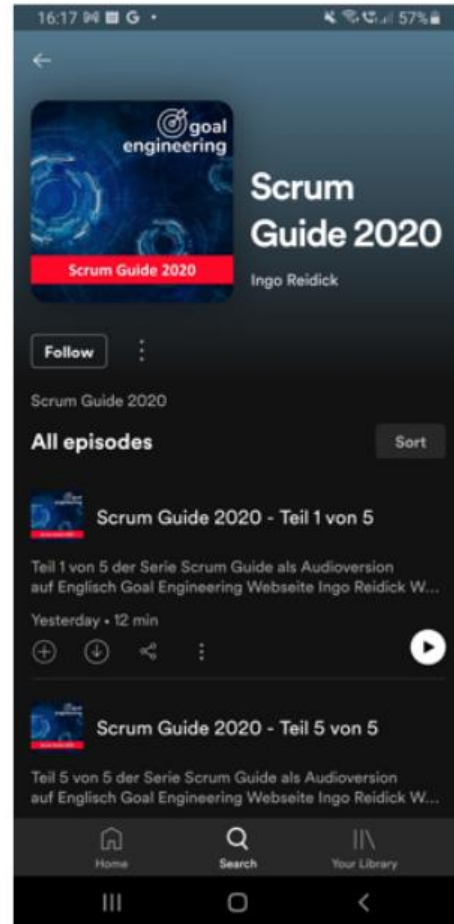 16:17 G 57%
goal
engineering
Scrum Guide 2020
Scrum
Guide 2020
Ingo Reidick
Follow
Scrum Guide 2020
All episodes
Sort
Scrum Guide 2020 - Teil 1 von 5
Teil 1 von 5 der Serie Scrum Guide als Audioversion
auf Englisch Goal Engineering Webseite Ingo Reidick W...
Yesterday • 12 min
Scrum Guide 2020 - Teil 5 von 5
Teil 5 von 5 der Serie Scrum Guide als Audioversion
auf Englisch Goal Engineering Webseite Ingo Reidick W...
Home
Search
Your Library